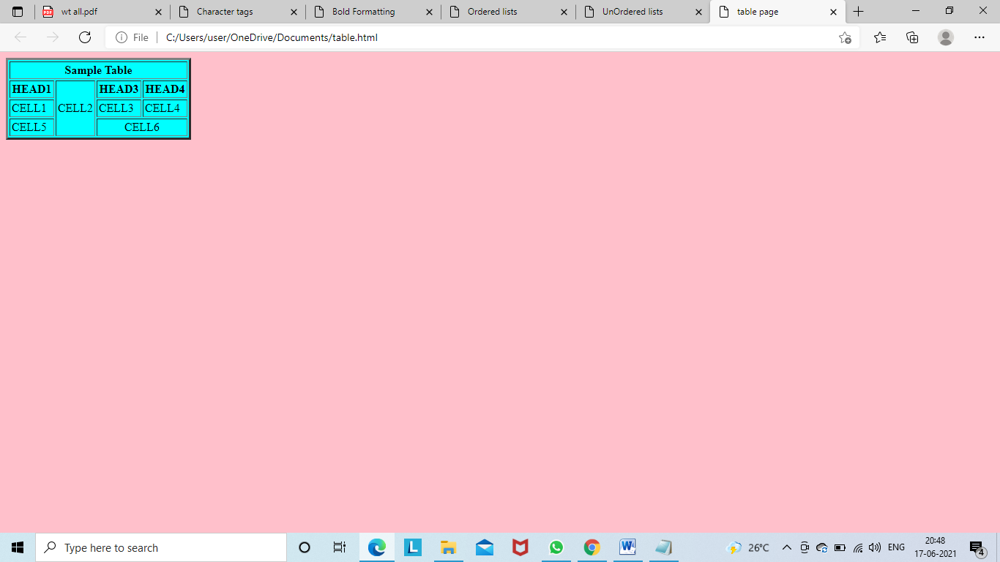 wt all.pdf
Character tags
Bold Formatting
Ordered lists
UnOrdered lists
table page
File
C:/Users/user/OneDrive/Documents/table.html
Sample Table
HEAD1 HEAD3 HEAD4
CELL1 CELL2 CELL3 CELL4
CELL5 CELL6
Type here to search
26°C
ENG
20:48
17-06-2021
4